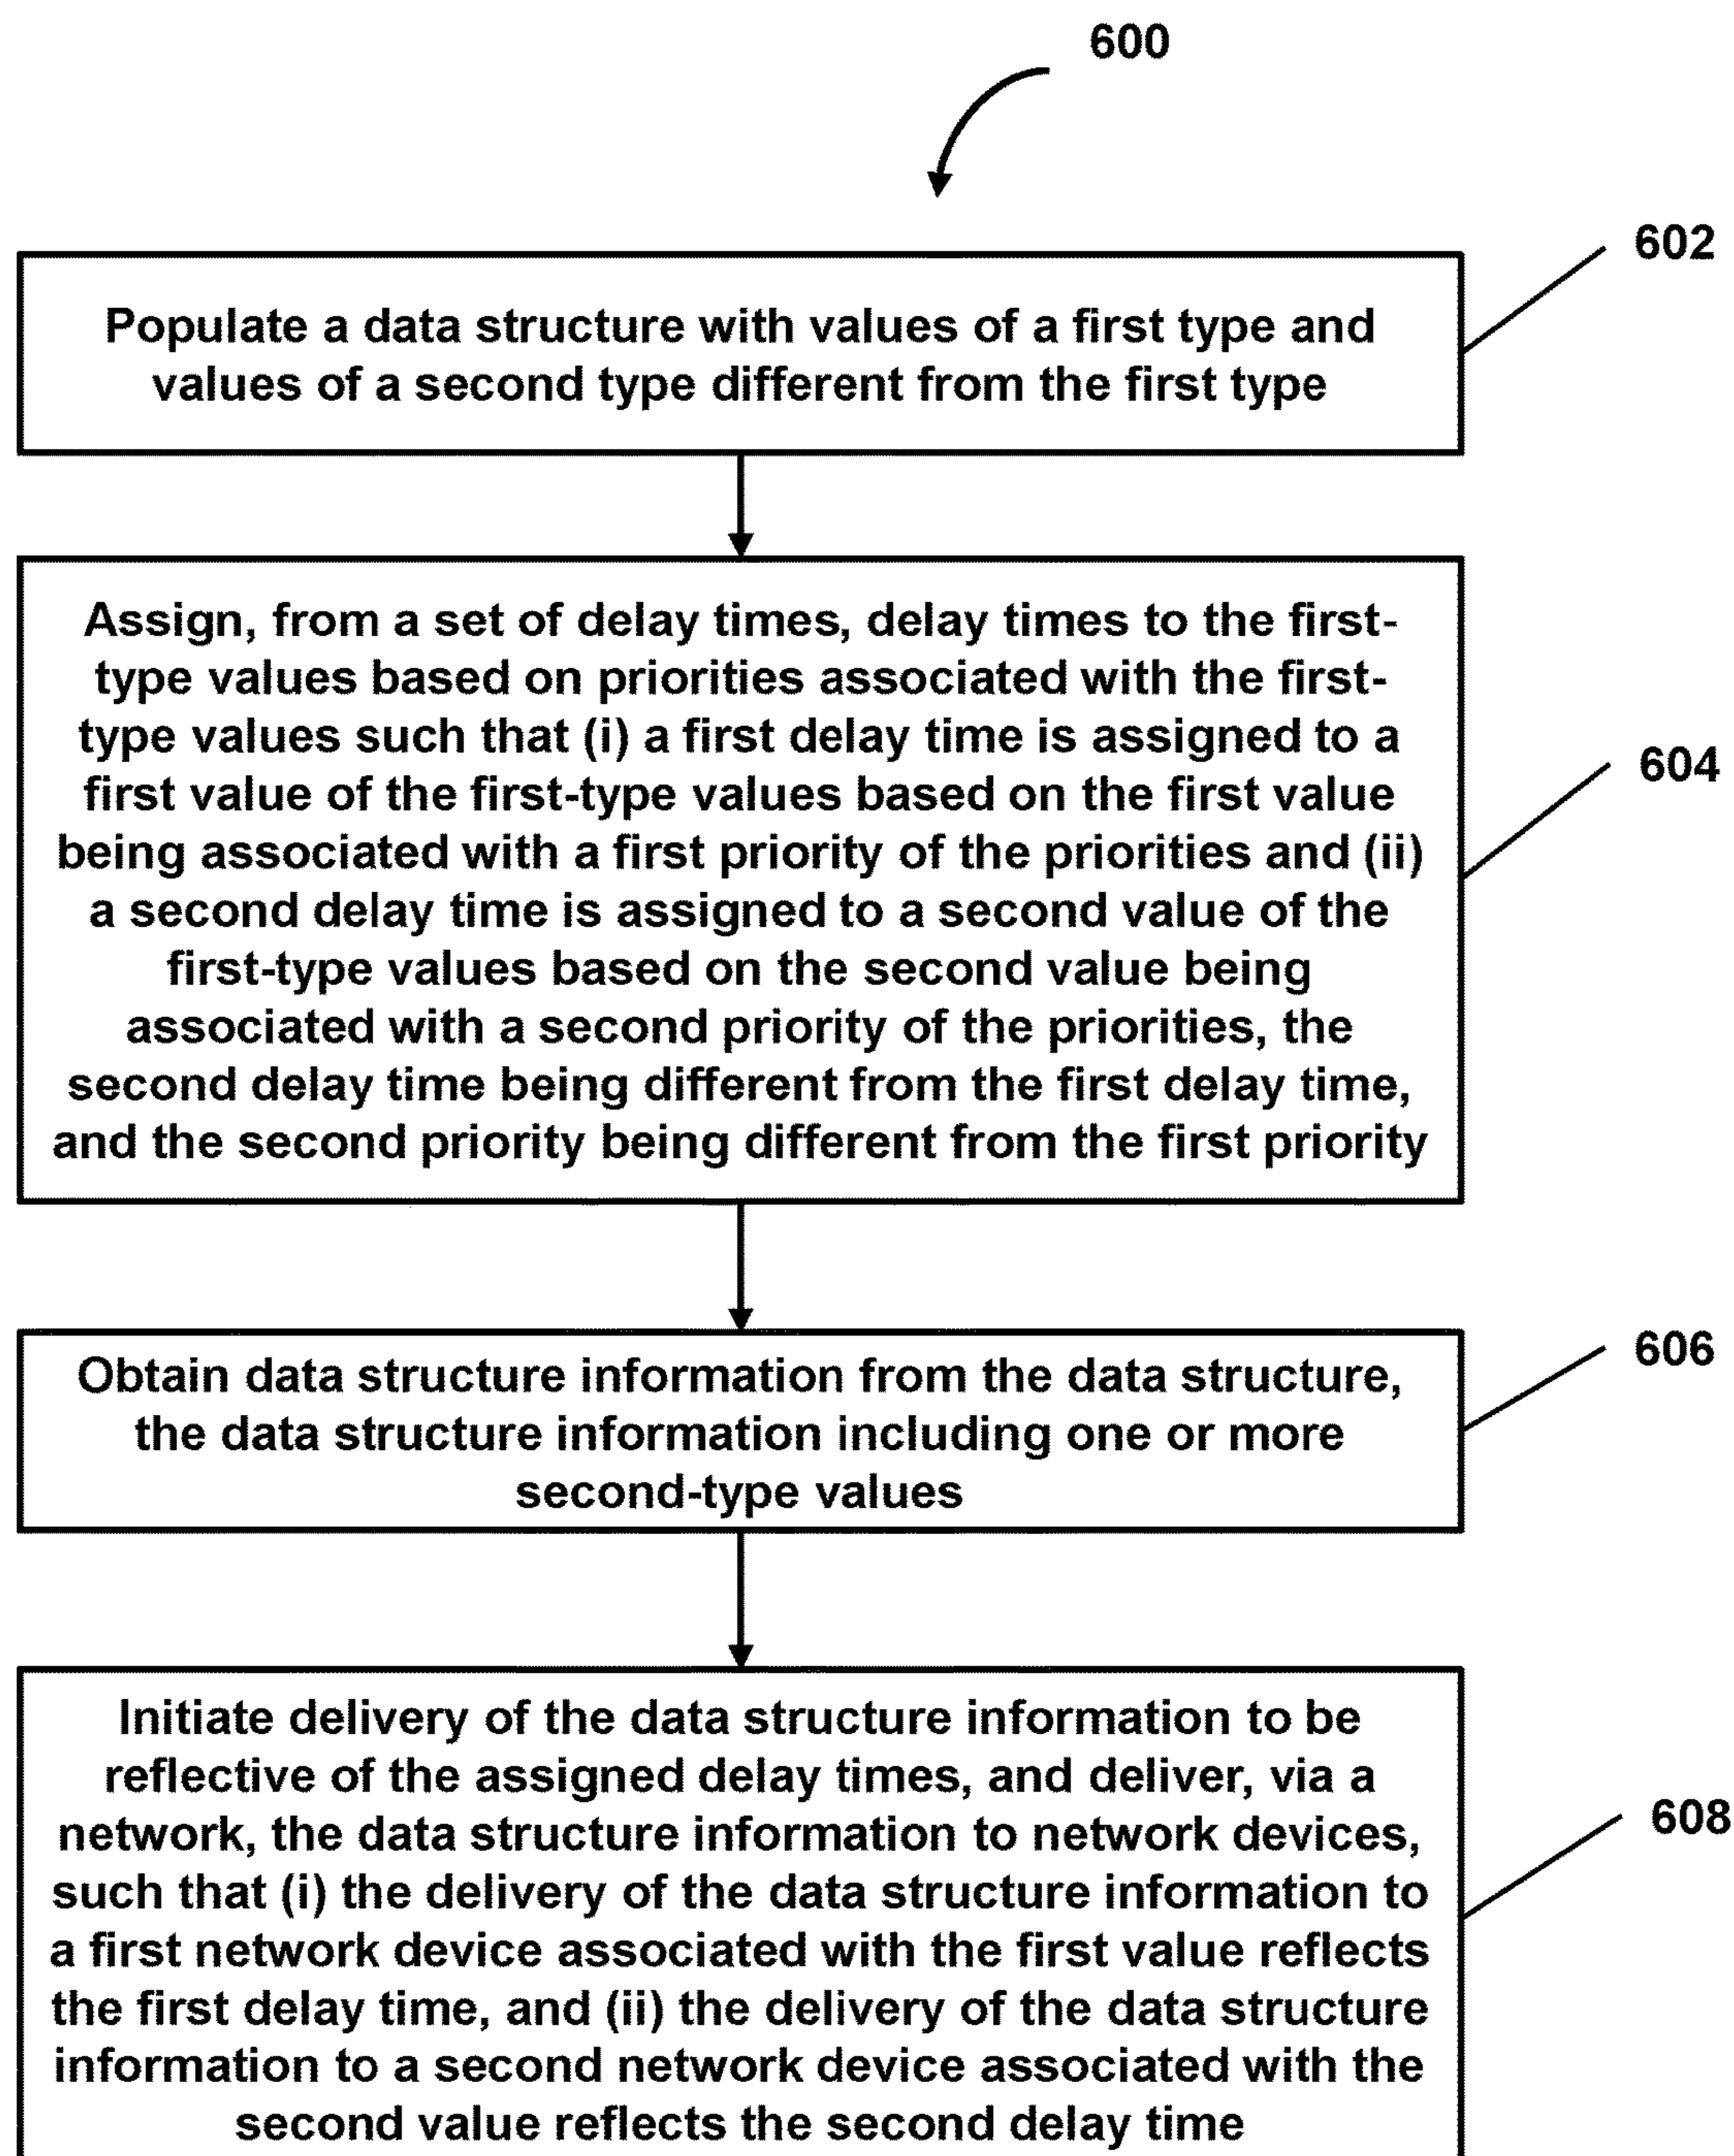 600
602
Populate a data structure with values of a first type and
values of a second type different from the first type
Assign, from a set of delay times, delay times to the first-
type values based on priorities associated with the first-
type values such that (i) a first delay time is assigned to a
first value of the first-type values based on the first value
being associated with a first priority of the priorities and (ii)
a second delay time is assigned to a second value of the
first-type values based on the second value being
associated with a second priority of the priorities, the
second delay time being different from the first delay time,
and the second priority being different from the first priority
604
Obtain data structure information from the data structure,
the data structure information including one or more
second-type values
606
Initiate delivery of the data structure information to be
reflective of the assigned delay times, and deliver, via a
network, the data structure information to network devices,
such that (i) the delivery of the data structure information to
a first network device associated with the first value reflects
the first delay time, and (ii) the delivery of the data structure
information to a second network device associated with the
second value reflects the second delay time
608